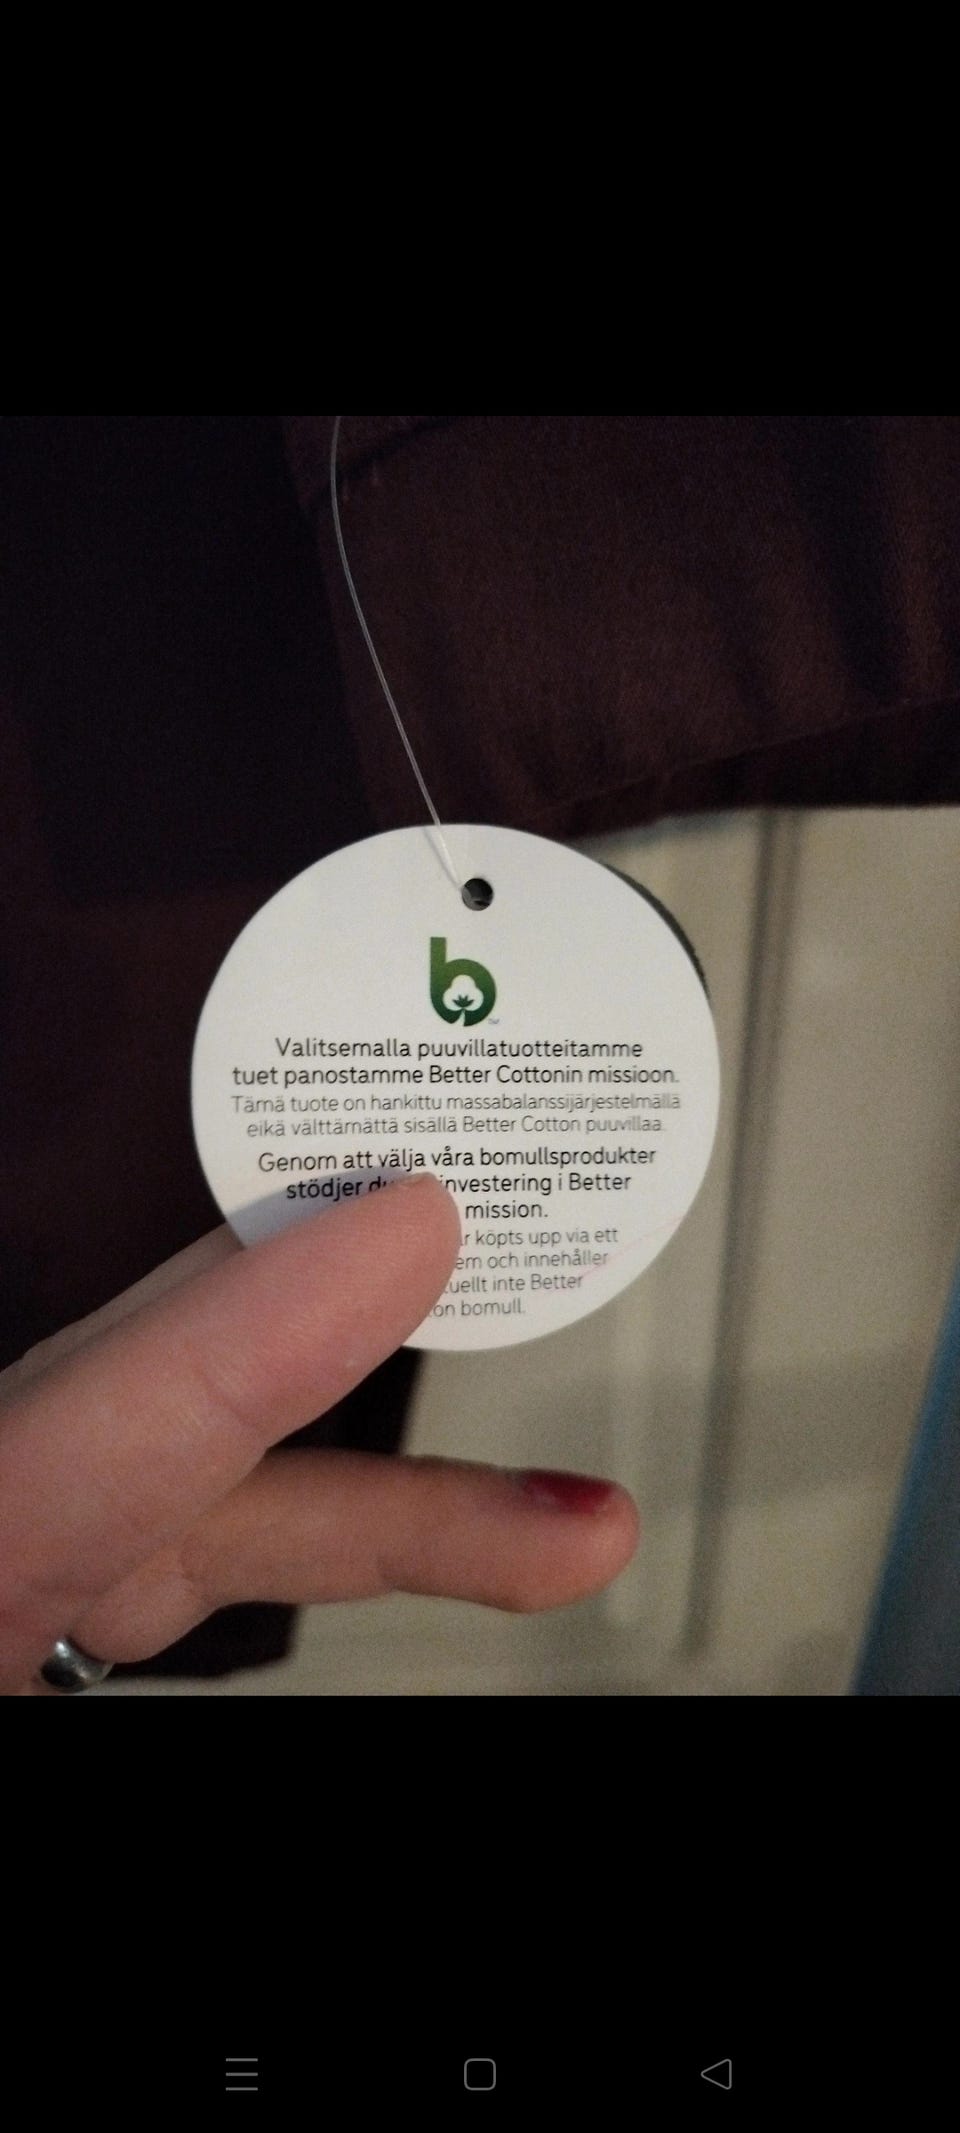 b
Valitsemalla puuvillatuotteitamme
tuet panostamme Better Cottonin missioon.
Tämä tuote on hankittu massabalanssijärjestelmällä
eikä välttämättä sisällä Better Cotton puuvillaa.
Genom att välja våra bomullsprodukter
stödjer investering i Better
mission.
köpts upp via ett
och innehåller
inte Better
bomull.